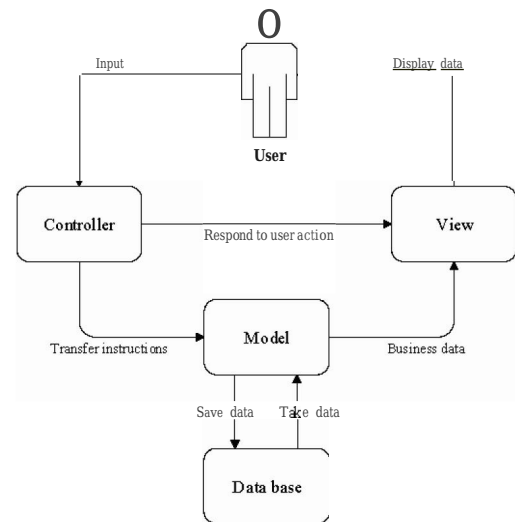 Input
Display data
User
Controller
View
Respond to user action
Transfer instructions
Model
Business data
Save data
Take data
Data base